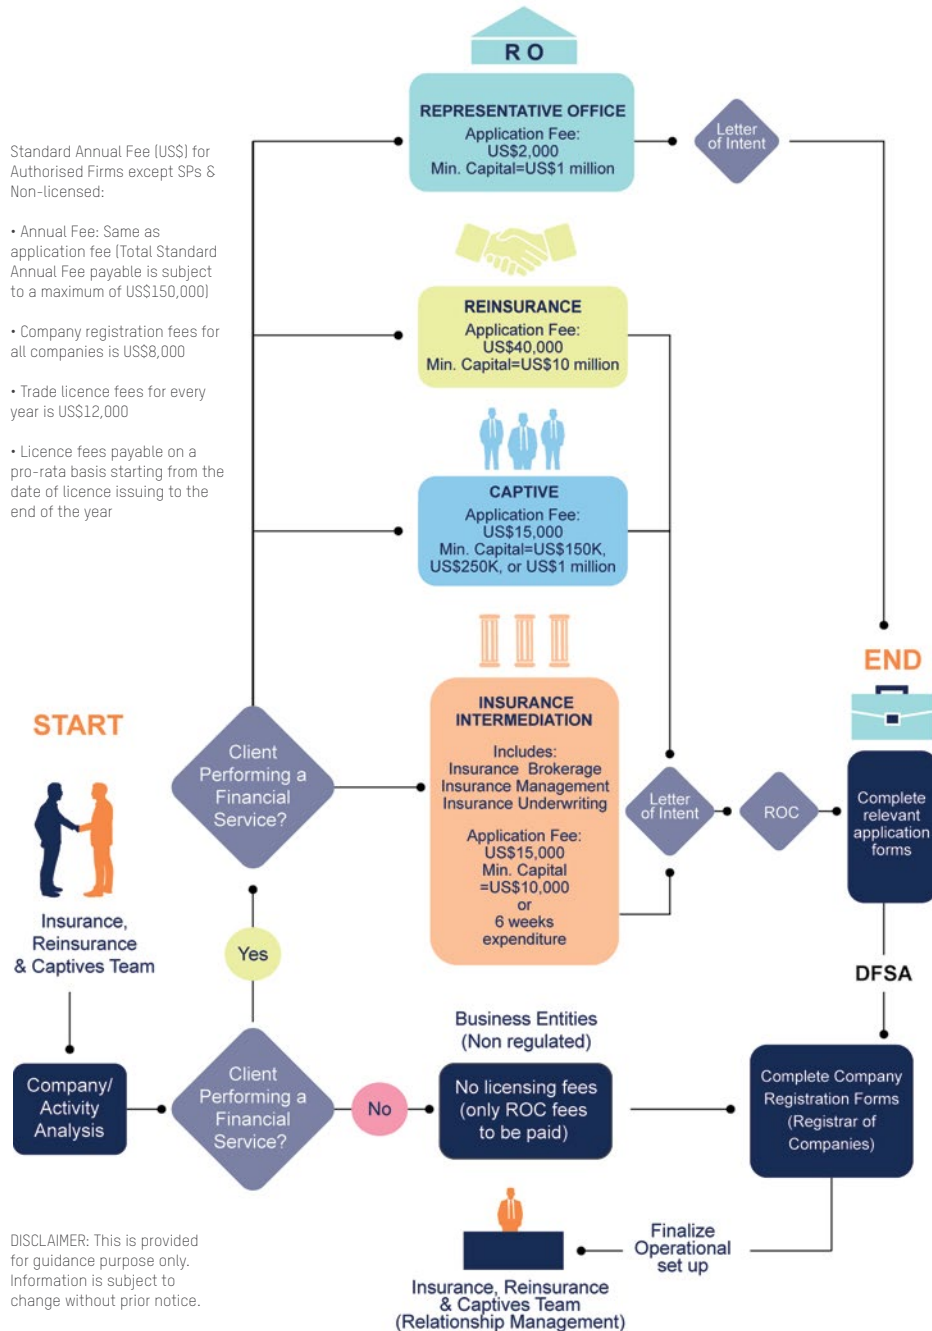 R O
REPRESENTATIVE OFFICE
Application Fee:
US$2,000
Min. Capital=US$1 million
Letter
of Intent
Standard Annual Fee (US$) for
Authorised Firms except SPs &
Non-licensed:
• Annual Fee: Same as
application fee (Total Standard
Annual Fee payable is subject
to a maximum of US$150,000)
• Company registration fees for
all companies is US$8,000
• Trade licence fees for every
year is US$12,000
• Licence fees payable on a
pro-rata basis starting from the
date of licence issuing to the
end of the year
REINSURANCE
Application Fee:
US$40,000
Min. Capital=US$10 million
CAPTIVE
Application Fee:
US$15,000
Min. Capital=US$150K,
US$250K, or US$1 million
INSURANCE
INTERMEDIATION
Includes:
Insurance Brokerage
Insurance Management
Insurance Underwriting
Application Fee:
US$15,000
Min. Capital
=US$10,000
or
6 weeks
expenditure
Letter
of Intent
ROC
END
Complete
relevant
application
forms
DFSA
START
Insurance,
Reinsurance
& Captives Team
Client
Performing a
Financial
Service?
Yes
Company/
Activity
Analysis
Client
Performing a
Financial
Service?
No
Business Entities
(Non regulated)
No licensing fees
(only ROC fees
to be paid)
Complete Company
Registration Forms
(Registrar of
Companies)
Finalize
Operational
set up
Insurance, Reinsurance
& Captives Team
(Relationship Management)
DISCLAIMER: This is provided
for guidance purpose only.
Information is subject to
change without prior notice.